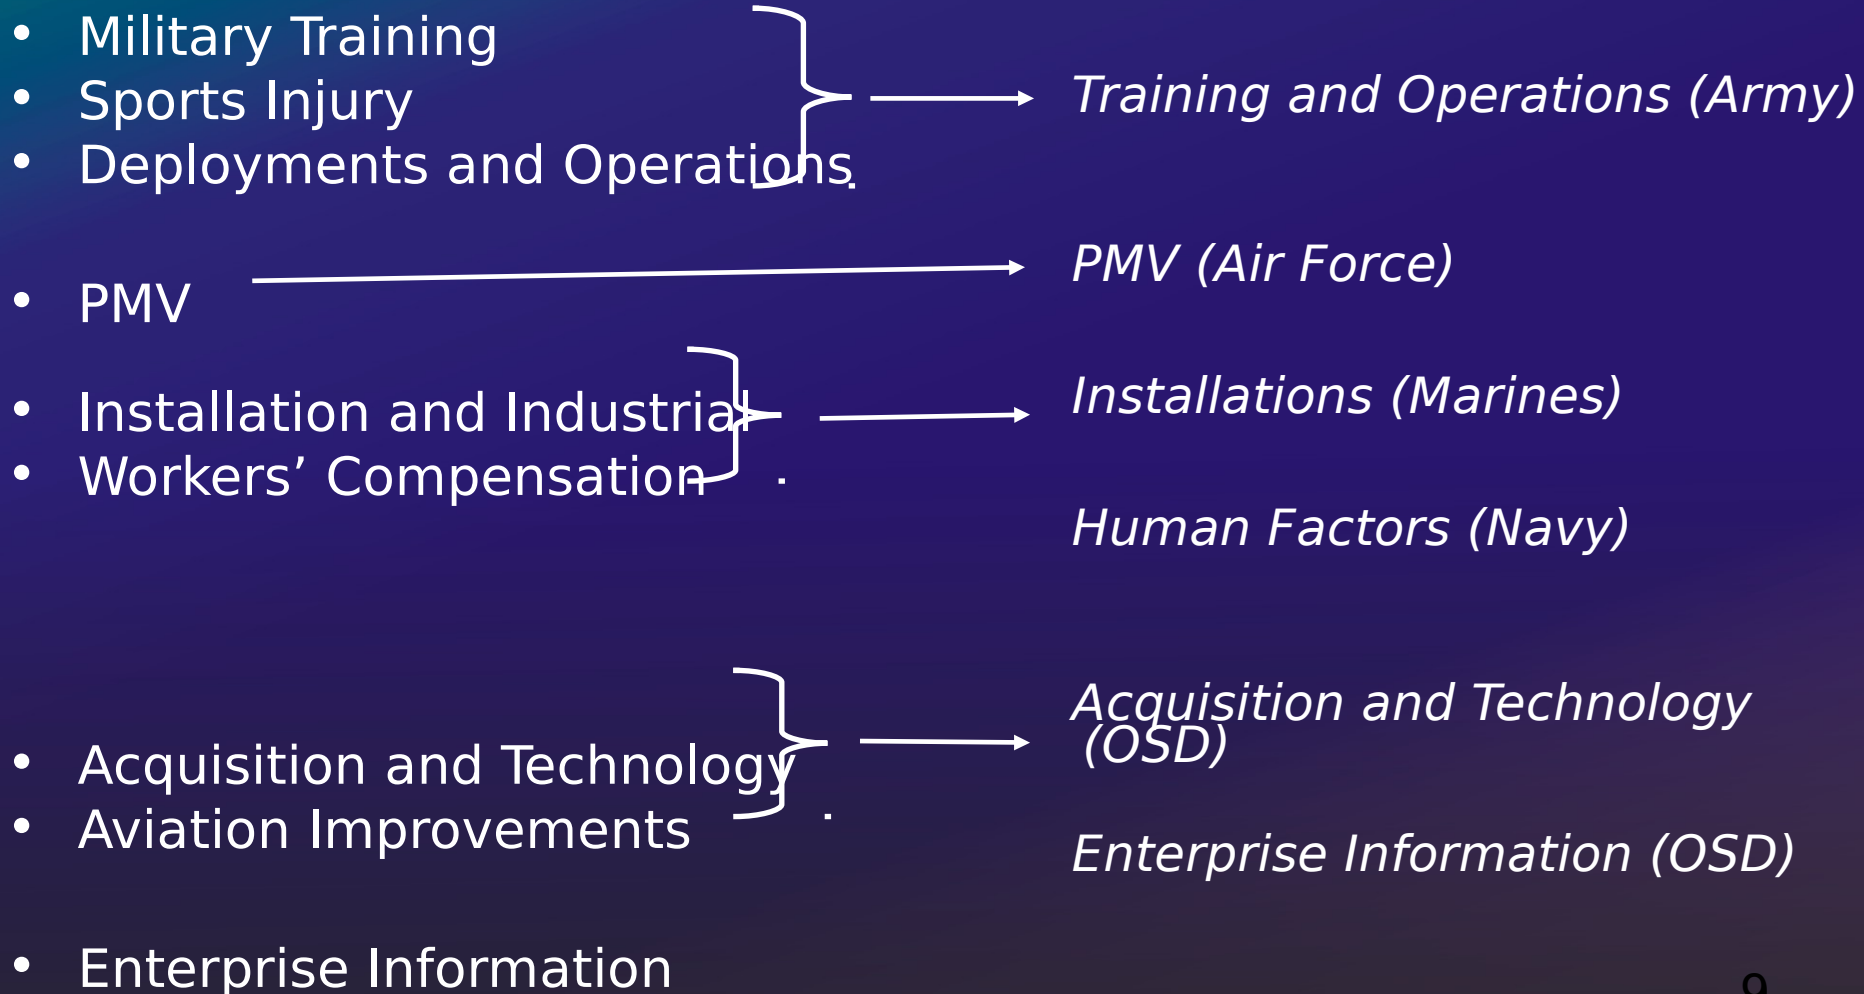 • Military Training
• Sports Injury
• Deployments and Operations
• PMV
• Installation and Industrial
• Workers’ Compensation
• Acquisition and Technology
• Aviation Improvements
• Enterprise Information
Training and Operations (Army)
PMV (Air Force)
Installations (Marines)
Human Factors (Navy)
Acquisition and Technology
(OSD)
Enterprise Information (OSD)
9